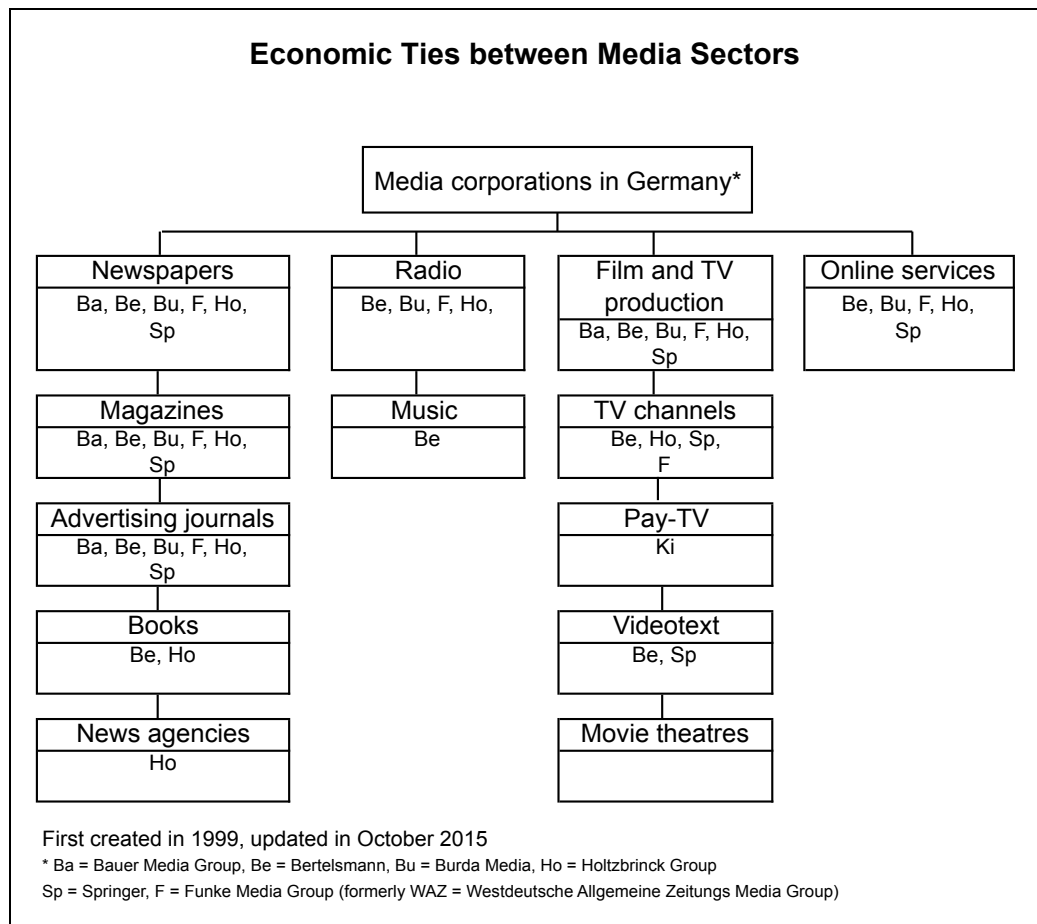 Economic Ties between Media Sectors
Media corporations in Germany*
Newspapers
Ba, Be, Bu, F, Ho,
Sp
Magazines
Ba, Be, Bu, F, Ho,
Sp
Advertising journals
Ba, Be, Bu, F, Ho,
Sp
Books
Be, Ho
News agencies
Ho
Radio
Be, Bu, F, Ho,
Music
Be
Film and TV
production
Ba, Be, Bu, F, Ho,
Sp
TV channels
Be, Ho, Sp,
F
Pay-TV
Ki
Videotext
Be, Sp
Movie theatres
Online services
Be, Bu, F, Ho,
Sp
First created in 1999, updated in October 2015
* Ba = Bauer Media Group, Be = Bertelsmann, Bu = Burda Media, Ho = Holtzbrinck Group
Sp = Springer, F = Funke Media Group (formerly WAZ = Westdeutsche Allgemeine Zeitungs Media Group)